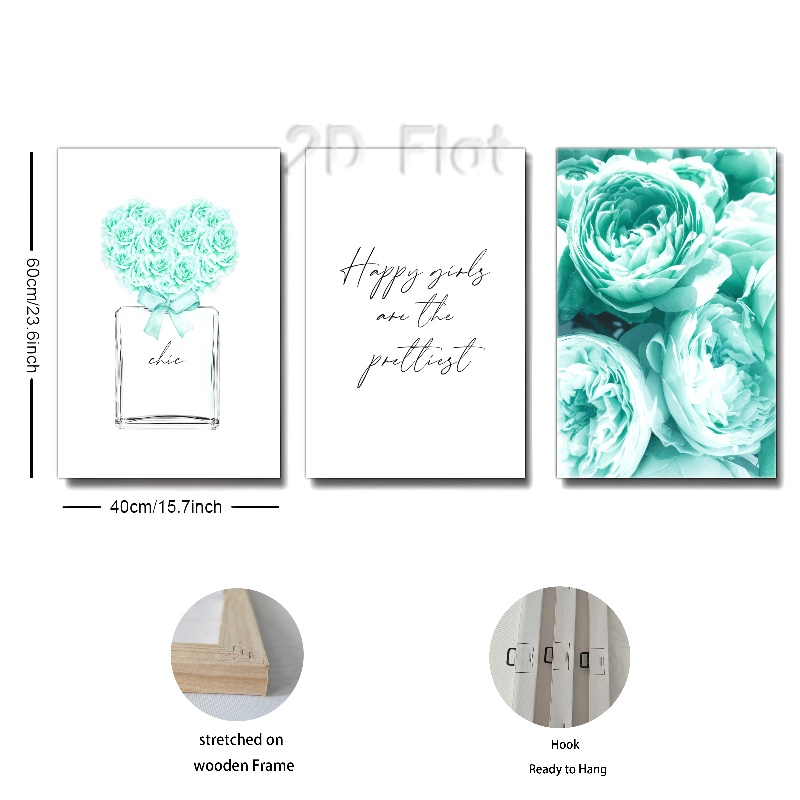 2D Flat
60cm/23.6inch
chic
Happy girls
are the
prettiest
40cm/15.7inch
stretched on
wooden Frame
Hook
Ready to Hang